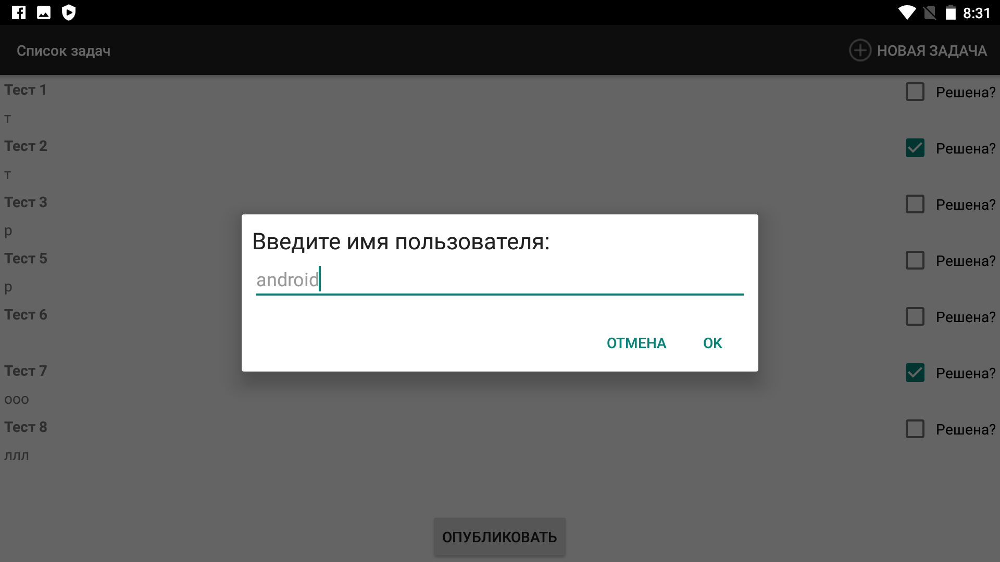 8:31
Список задач
НОВАЯ ЗАДАЧА
Тест 1
Решена?
т
Тест 2
Решена?
т
Тест 3
Решена?
р
Тест 5
Решена?
р
Тест 6
Решена?
Тест 7
Решена?
ооо
Тест 8
Решена?
ллл
Введите имя пользователя:
android
ОТМЕНА
OK
ОПУБЛИКОВАТЬ